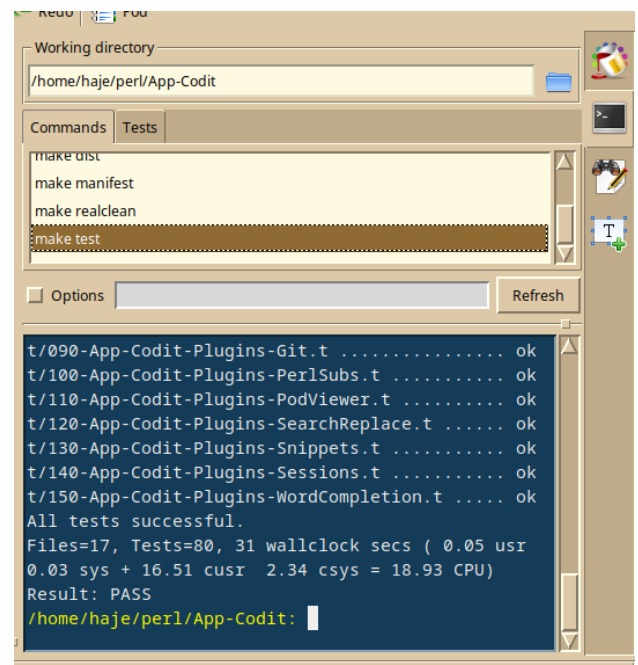 Redo Pod
Working directory
/home/haje/perl/App-Codit
Commands Tests
make dist
make manifest
make realclean
make test
Options Refresh
t/090-App-Codit-Plugins-Git.t ................ ok
t/100-App-Codit-Plugins-PerlSubs.t ........... ok
t/110-App-Codit-Plugins-PodViewer.t .......... ok
t/120-App-Codit-Plugins-SearchReplace.t ...... ok
t/130-App-Codit-Plugins-Snippets.t ........... ok
t/140-App-Codit-Plugins-Sessions.t ........... ok
t/150-App-Codit-Plugins-WordCompletion.t ..... ok
All tests successful.
Files=17, Tests=80, 31 wallclock secs ( 0.05 usr
0.03 sys + 16.51 cusr  2.34 csys = 18.93 CPU)
Result: PASS
/home/haje/perl/App-Codit:
>-
T